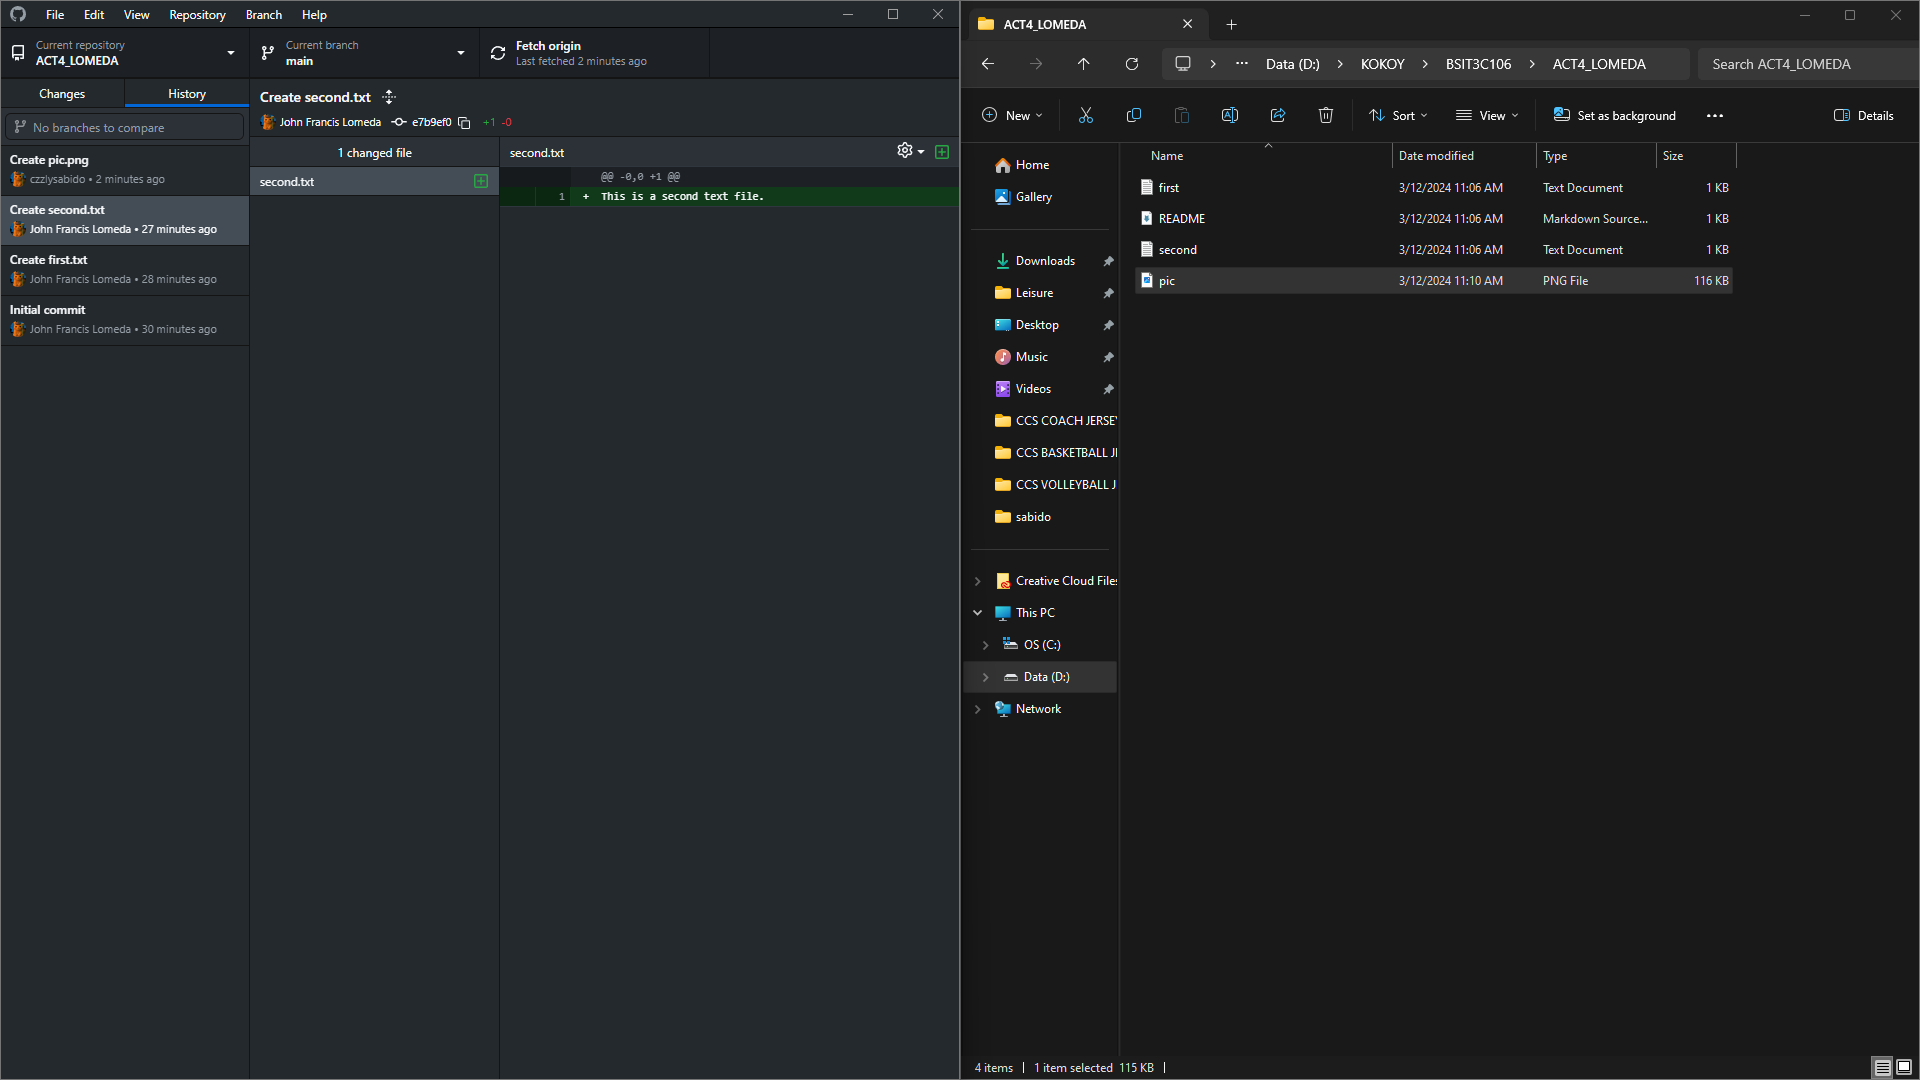 File Edit View Repository Branch Help
Current repository
ACT4_LOMEDA
Current branch
main
Fetch origin
Last fetched 2 minutes ago
Changes
History
No branches to compare
Create pic.png
czzlysabido • 2 minutes ago
Create second.txt
John Francis Lomeda • 27 minutes ago
Create first.txt
John Francis Lomeda • 28 minutes ago
Initial commit
John Francis Lomeda • 30 minutes ago
Create second.txt
John Francis Lomeda e7b9ef0 +1 -0
1 changed file
second.txt
second.txt
@@ -0,0 +1 @@
1 + This is a second text file.
ACT4_LOMEDA
Data (D:) KOKOY BSIT3C106 ACT4_LOMEDA
Search ACT4_LOMEDA
New
Sort
View
Set as background
Details
Home
Gallery
Downloads
Leisure
Desktop
Music
Videos
CCS COACH JERSEY
CCS BASKETBALL J
CCS VOLLEYBALL J
sabido
Creative Cloud Files
This PC
OS (C:)
Data (D:)
Network
Name Date modified Type Size
first 3/12/2024 11:06 AM Text Document 1 KB
README 3/12/2024 11:06 AM Markdown Source... 1 KB
second 3/12/2024 11:06 AM Text Document 1 KB
pic 3/12/2024 11:10 AM PNG File 116 KB
4 items 1 item selected 115 KB